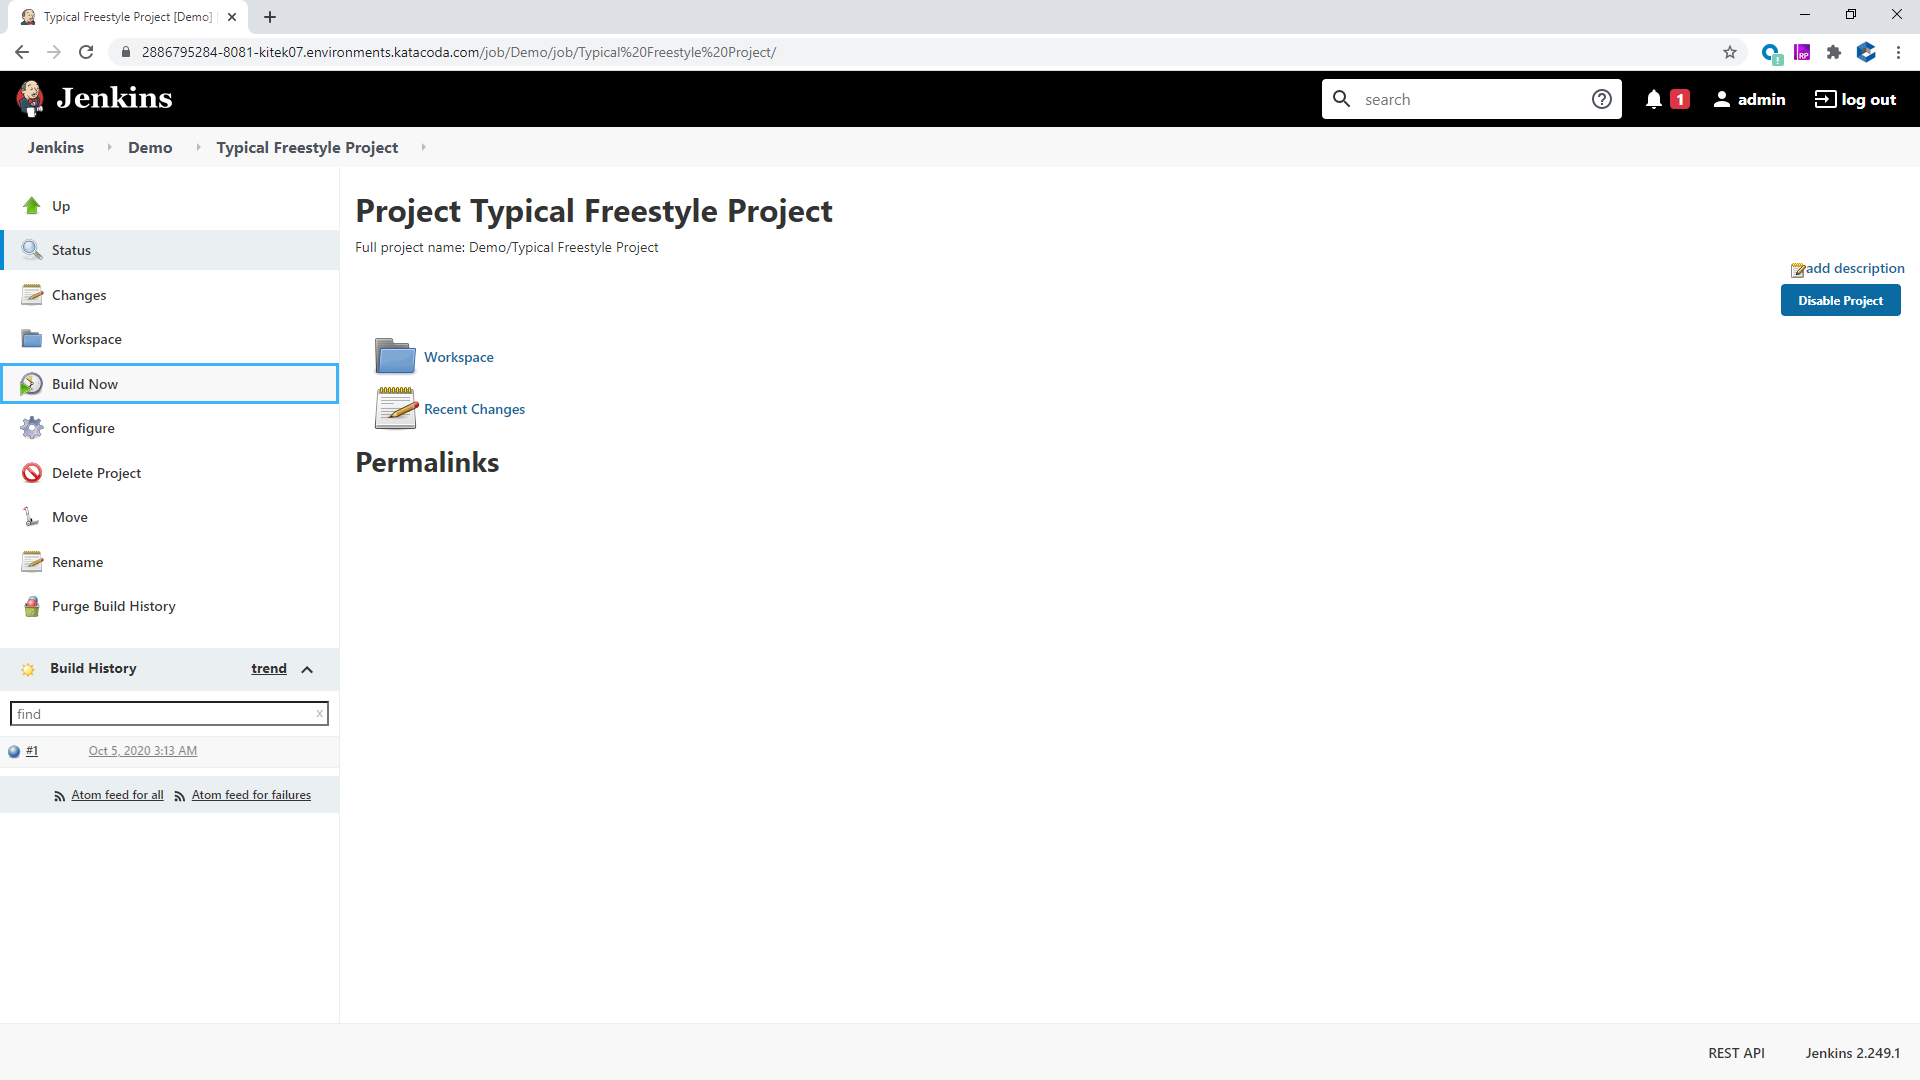 Typical Freestyle Project [Demo]
2886795284-8081-kitek07.environments.katacoda.com/job/Demo/job/Typical%20Freestyle%20Project/
Jenkins
search
1
admin
log out
Jenkins
Demo
Typical Freestyle Project
Up
Status
Changes
Workspace
Build Now
Configure
Delete Project
Move
Rename
Purge Build History
Build History
trend
find
x
#1
Oct 5, 2020 3:13 AM
Atom feed for all
Atom feed for failures
Project Typical Freestyle Project
Full project name: Demo/Typical Freestyle Project
add description
Disable Project
Workspace
Recent Changes
Permalinks
REST API
Jenkins 2.249.1